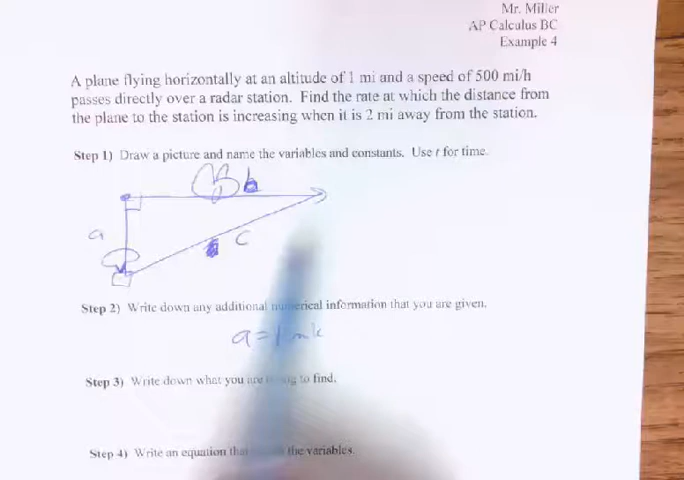 Mr. Miller
AP Calculus BC
Example 4
A plane flying horizontally at an altitude of 1 mi and a speed of 500 mi/h
passes directly over a radar station. Find the rate at which the distance from
the plane to the station is increasing when it is 2 mi away from the station.
Step 1) Draw a picture and name the variables and constants. Use t for time.
b
a
c
Step 2) Write down any additional numerical information that you are given.
a =
Step 3) Write down what you are to find.
Step 4) Write an equation the variables.